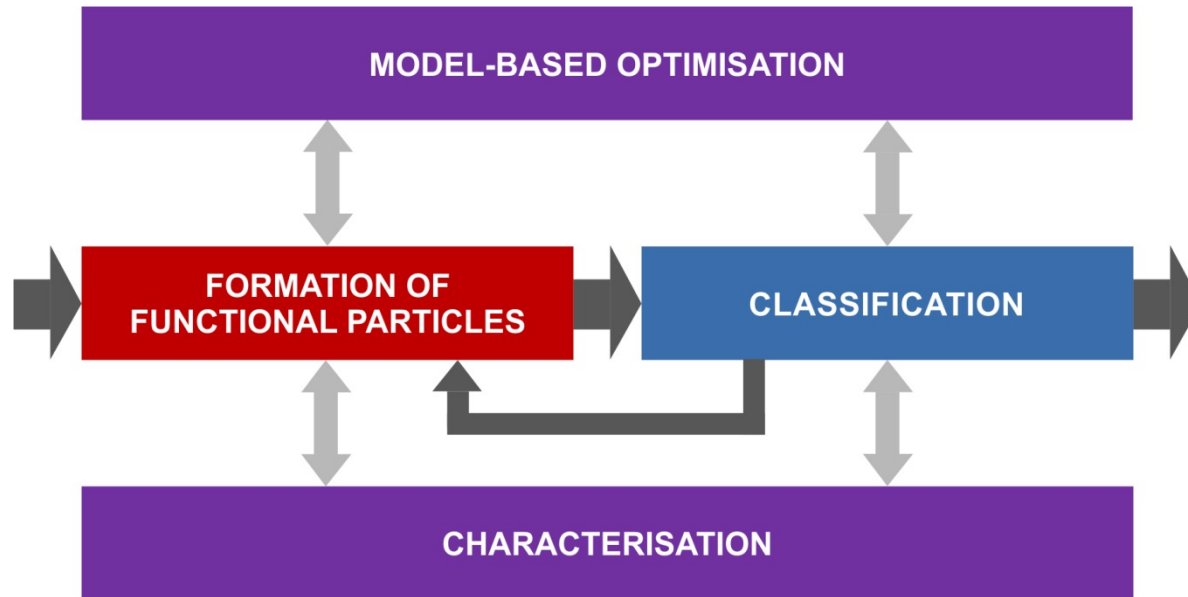 MODEL-BASED OPTIMISATION
FORMATION OF
FUNCTIONAL PARTICLES
CLASSIFICATION
CHARACTERISATION